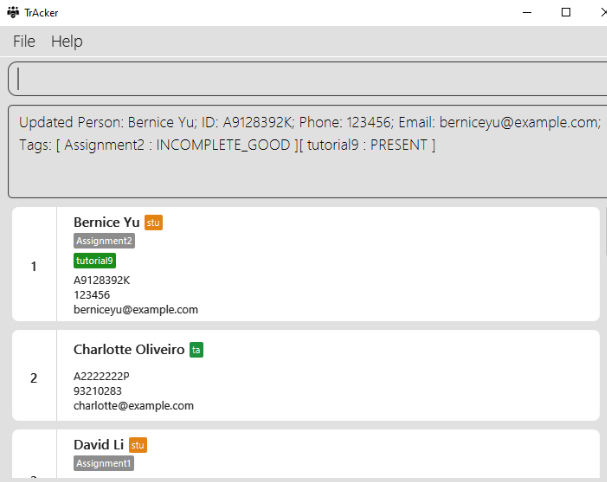 TrAcker
File Help
Updated Person: Bernice Yu; ID: A9128392K; Phone: 123456; Email: berniceyu@example.com;
Tags: [ Assignment2 : INCOMPLETE_GOOD ][ tutorial9 : PRESENT ]
Bernice Yu stu
Assignment2
tutorial9
1
A9128392K
123456
berniceyu@example.com
Charlotte Oliveiro ta
2
A2222222P
93210283
charlotte@example.com
David Li stu
Assignment1